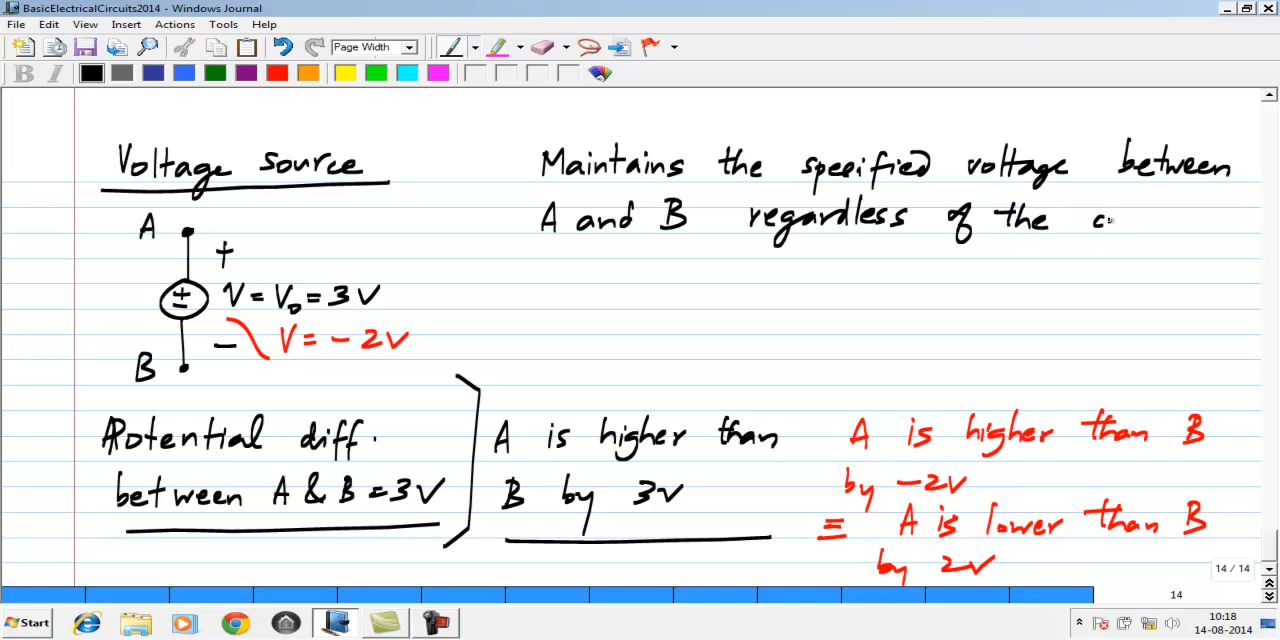 BasicElectricalCircuits2014 - Windows Journal
File Edit View Insert Actions Tools Help
Page Width
B I
Voltage source
Maintains the specified voltage between
A and B regardless of the
A
+
+
−
V = V₀ = 3V
− V = −2V
B
Potential diff.
between A & B = 3V
A is higher than
B by 3V
A is higher than B
by −2V
= A is lower than B
by 2V
14 / 14
14
Start
10:18
14-08-2014